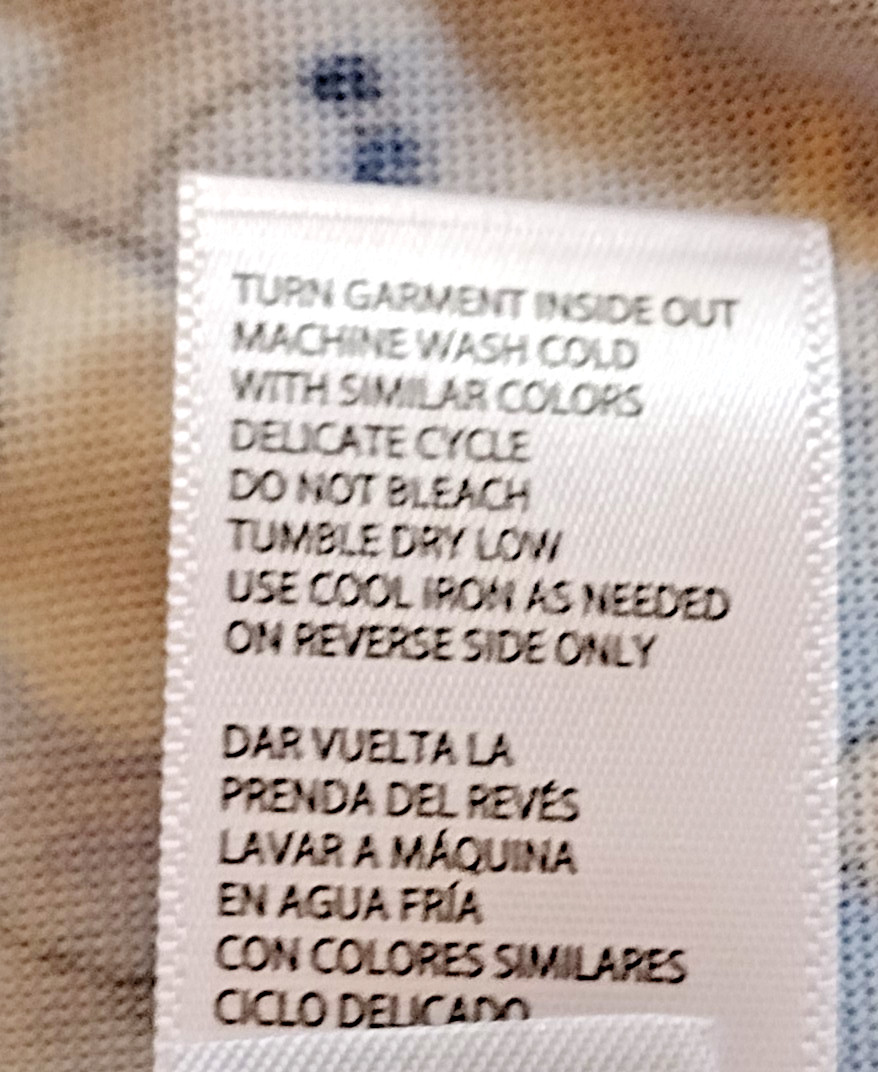 TURN GARMENT INSIDE OUT
MACHINE WASH COLD
WITH SIMILAR COLORS
DELICATE CYCLE
DO NOT BLEACH
TUMBLE DRY LOW
USE COOL IRON AS NEEDED
ON REVERSE SIDE ONLY
DAR VUELTA LA
PRENDA DEL REVÉS
LAVAR A MÁQUINA
EN AGUA FRÍA
CON COLORES SIMILARES
CICLO DELICADO